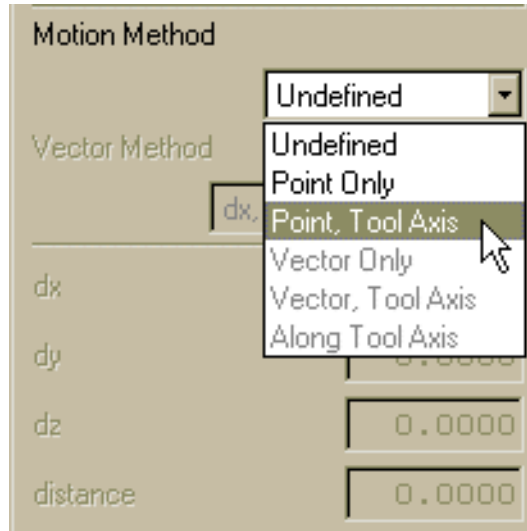 Motion Method
Undefined
Vector Method
Undefined
Point Only
dx,
Point, Tool Axis
Vector Only
dx
Vector, Tool Axis
Along Tool Axis
dy
dz
0.0000
distance
0.0000